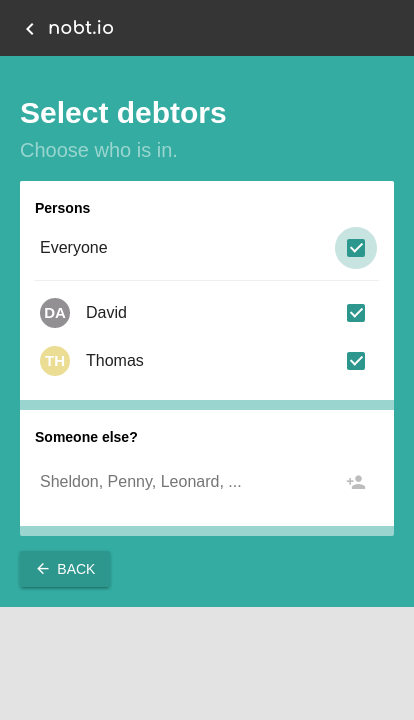 nobt.io
Select debtors
Choose who is in.
Persons
Everyone
DA David
TH Thomas
Someone else?
Sheldon, Penny, Leonard, ...
BACK